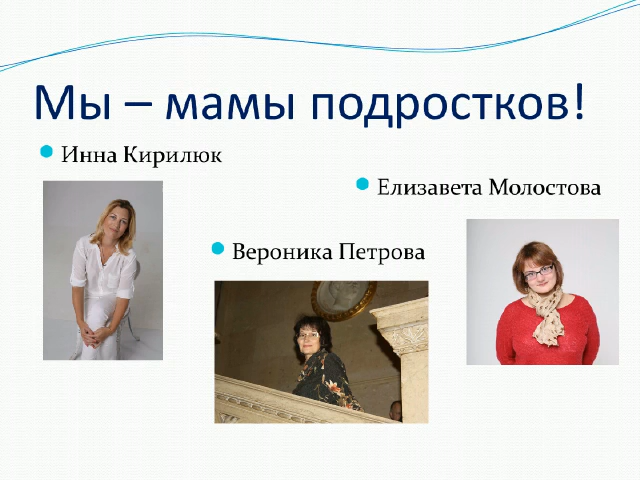 Мы – мамы подростков!
Инна Кирилюк
Елизавета Молостова
Вероника Петрова